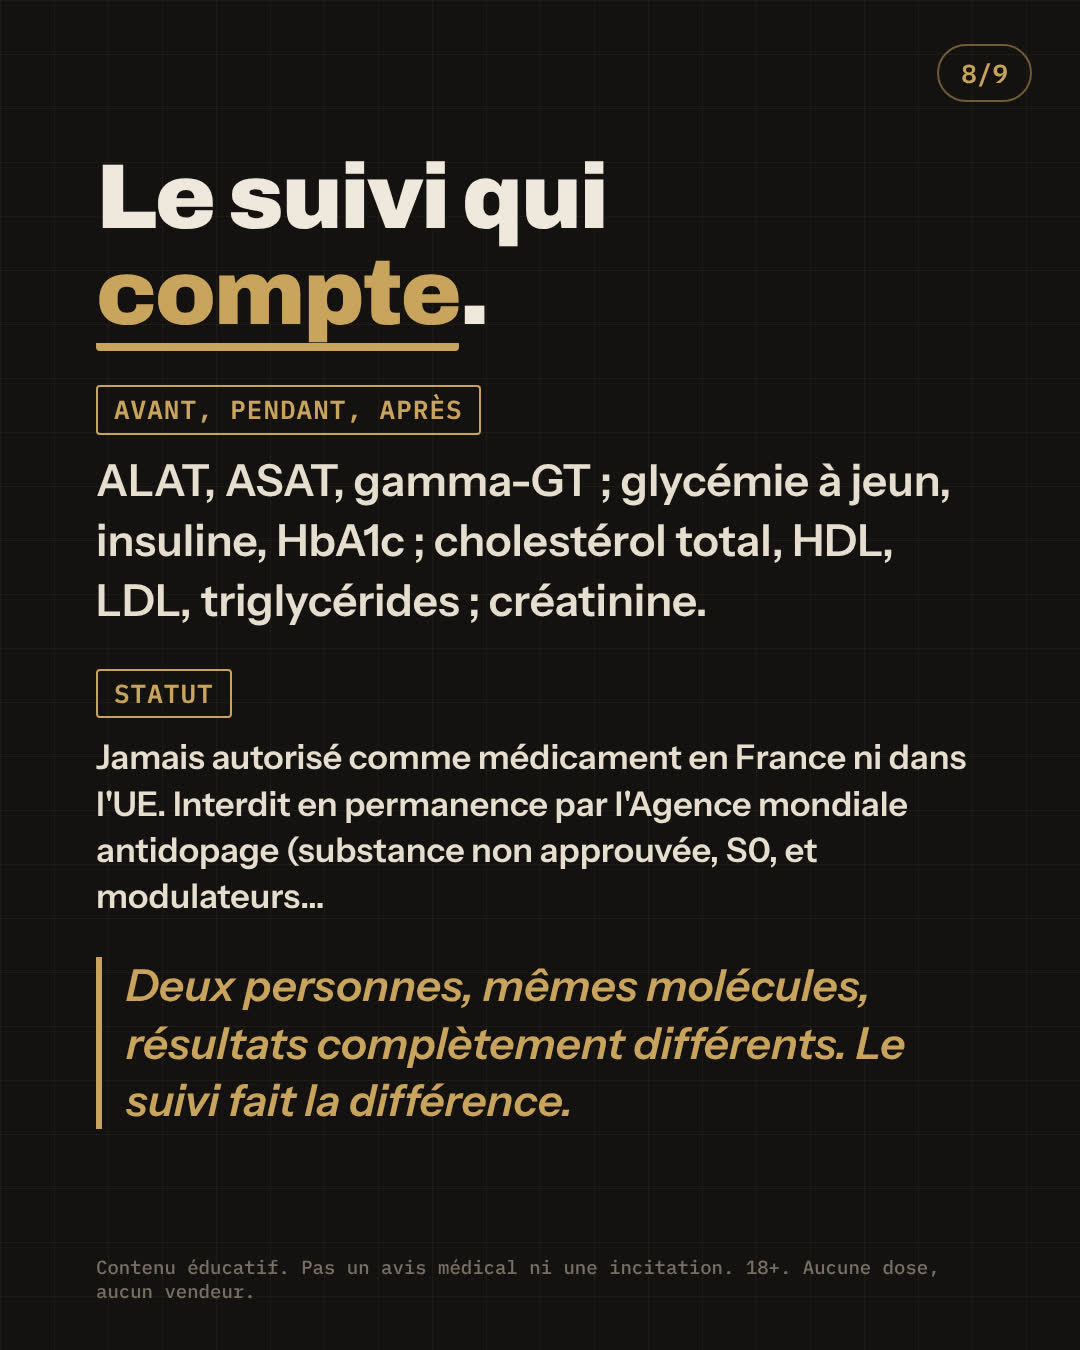 8/9
Le suivi qui
compte.
AVANT, PENDANT, APRÈS
ALAT, ASAT, gamma-GT ; glycémie à jeun,
insuline, HbA1c ; cholestérol total, HDL,
LDL, triglycérides ; créatinine.
STATUT
Jamais autorisé comme médicament en France ni dans
l'UE. Interdit en permanence par l'Agence mondiale
antidopage (substance non approuvée, S0, et
modulateurs...
Deux personnes, mêmes molécules,
résultats complètement différents. Le
suivi fait la différence.
Contenu éducatif. Pas un avis médical ni une incitation. 18+. Aucune dose,
aucun vendeur.